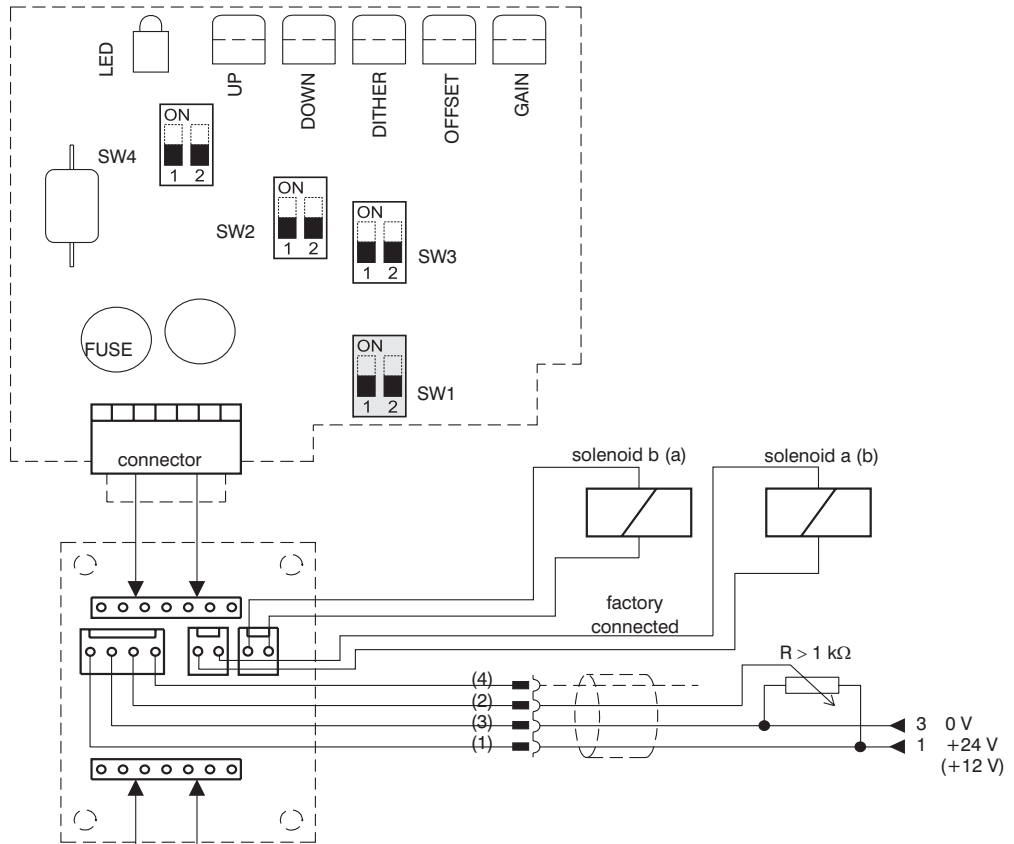 LED
UP
DOWN
DITHER
OFFSET
GAIN
ON
1 2
SW4
ON
1 2
SW2
ON
1 2
SW3
FUSE
ON
1 2
SW1
connector
solenoid b (a)
solenoid a (b)
factory
connected
R > 1 kΩ
(4)
(2)
(3)
(1)
3 0 V
1 +24 V
(+12 V)